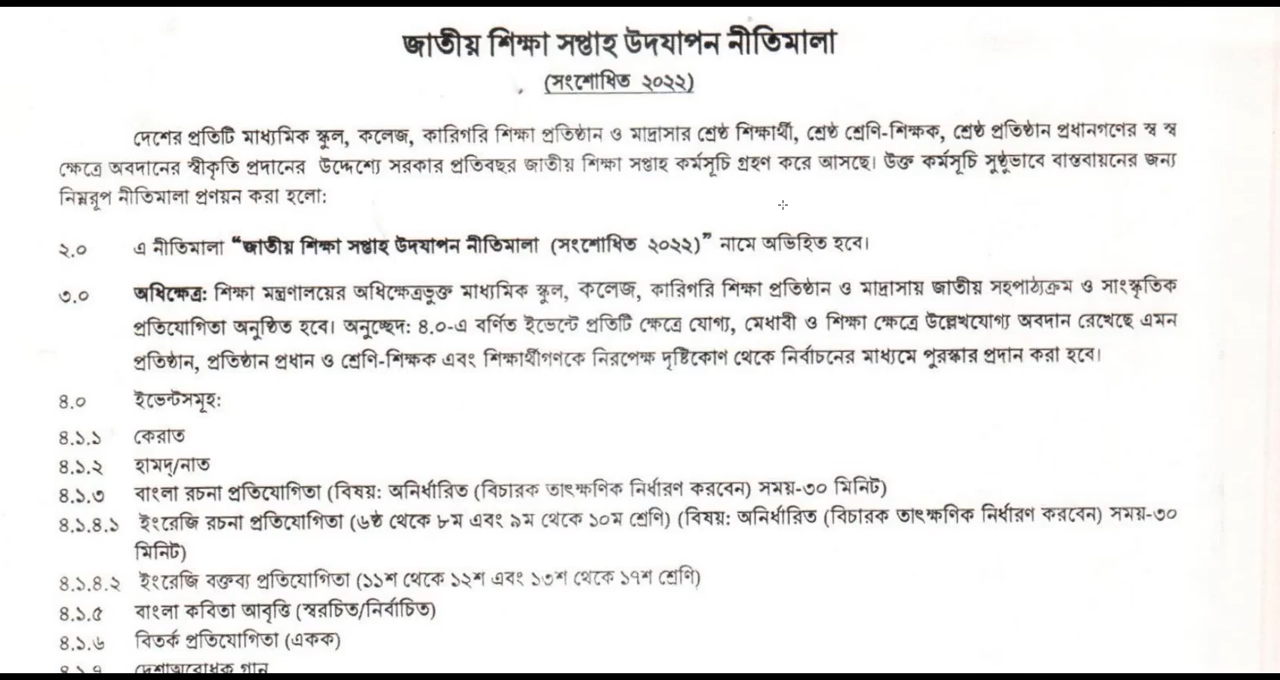 জাতীয় শিক্ষা সপ্তাহ উদযাপন নীতিমালা
(সংশোধিত ২০২২)
দেশের প্রতিটি মাধ্যমিক স্কুল, কলেজ, কারিগরি শিক্ষা প্রতিষ্ঠান ও মাদ্রাসার শ্রেষ্ঠ শিক্ষার্থী, শ্রেষ্ঠ শ্রেণি-শিক্ষক, শ্রেষ্ঠ প্রতিষ্ঠান প্রধানগণের স্ব স্ব
ক্ষেত্রে অবদানের স্বীকৃতি প্রদানের উদ্দেশ্যে সরকার প্রতিবছর জাতীয় শিক্ষা সপ্তাহ কর্মসূচি গ্রহণ করে আসছে। উক্ত কর্মসূচি সুষ্ঠুভাবে বাস্তবায়নের জন্য
নিম্নরূপ নীতিমালা প্রণয়ন করা হলো:
২.০ এ নীতিমালা “জাতীয় শিক্ষা সপ্তাহ উদযাপন নীতিমালা (সংশোধিত ২০২২)” নামে অভিহিত হবে।
৩.০ অধিক্ষেত্র: শিক্ষা মন্ত্রণালয়ের অধিক্ষেত্রভুক্ত মাধ্যমিক স্কুল, কলেজ, কারিগরি শিক্ষা প্রতিষ্ঠান ও মাদ্রাসায় জাতীয় সহপাঠ্যক্রম ও সাংস্কৃতিক
প্রতিযোগিতা অনুষ্ঠিত হবে। অনুচ্ছেদ: ৪.০-এ বর্ণিত ইভেন্টে প্রতিটি ক্ষেত্রে যোগ্য, মেধাবী ও শিক্ষা ক্ষেত্রে উল্লেখযোগ্য অবদান রেখেছে এমন
প্রতিষ্ঠান, প্রতিষ্ঠান প্রধান ও শ্রেণি-শিক্ষক এবং শিক্ষার্থীগণকে নিরপেক্ষ দৃষ্টিকোণ থেকে নির্বাচনের মাধ্যমে পুরস্কার প্রদান করা হবে।
৪.০ ইভেন্টসমূহ:
৪.১.১ কেরাত
৪.১.২ হামদ্/নাত
৪.১.৩ বাংলা রচনা প্রতিযোগিতা (বিষয়: অনির্ধারিত (বিচারক তাৎক্ষণিক নির্ধারণ করবেন) সময়-৩০ মিনিট)
৪.১.৪.১ ইংরেজি রচনা প্রতিযোগিতা (৬ষ্ঠ থেকে ৮ম এবং ৯ম থেকে ১০ম শ্রেণি) (বিষয়: অনির্ধারিত (বিচারক তাৎক্ষণিক নির্ধারণ করবেন) সময়-৩০
মিনিট)
৪.১.৪.২ ইংরেজি বক্তব্য প্রতিযোগিতা (১১শ থেকে ১২শ এবং ১৩শ থেকে ১৭শ শ্রেণি)
৪.১.৫ বাংলা কবিতা আবৃত্তি (স্বরচিত/নির্বাচিত)
৪.১.৬ বিতর্ক প্রতিযোগিতা (একক)
৪.১.৭ দেশাত্মবোধক গান